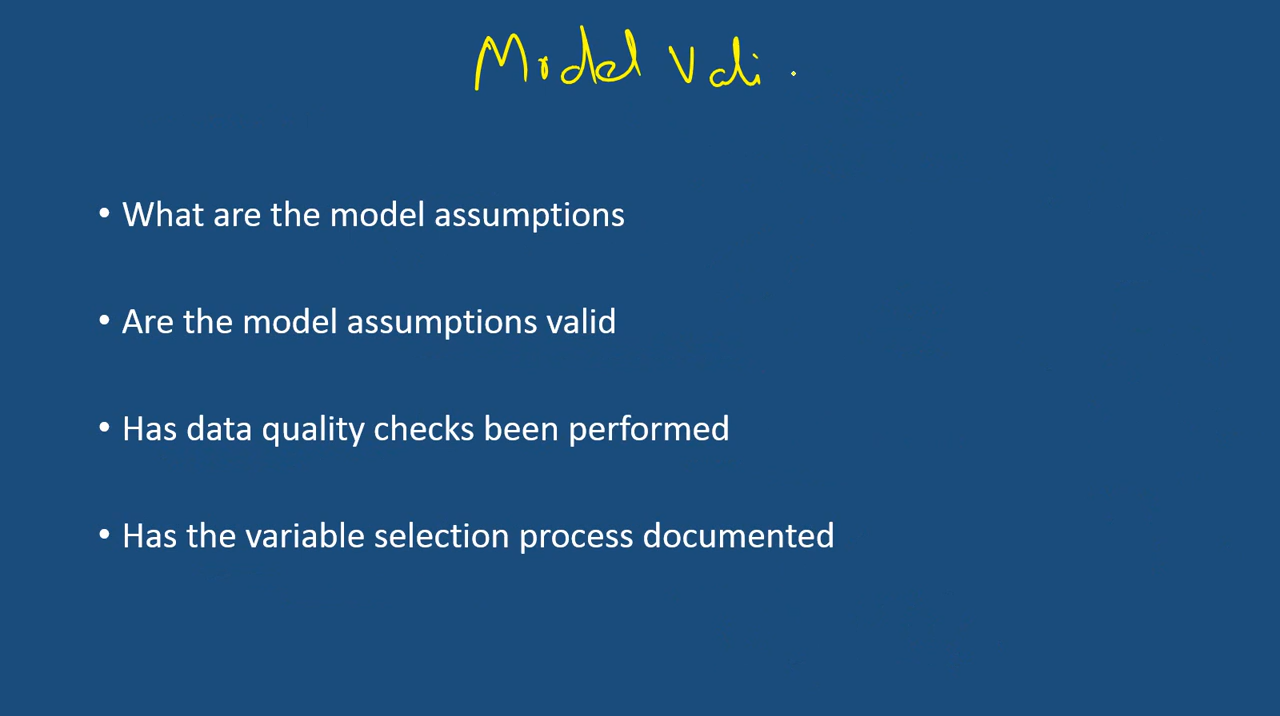 Model Vali
• What are the model assumptions
• Are the model assumptions valid
• Has data quality checks been performed
• Has the variable selection process documented